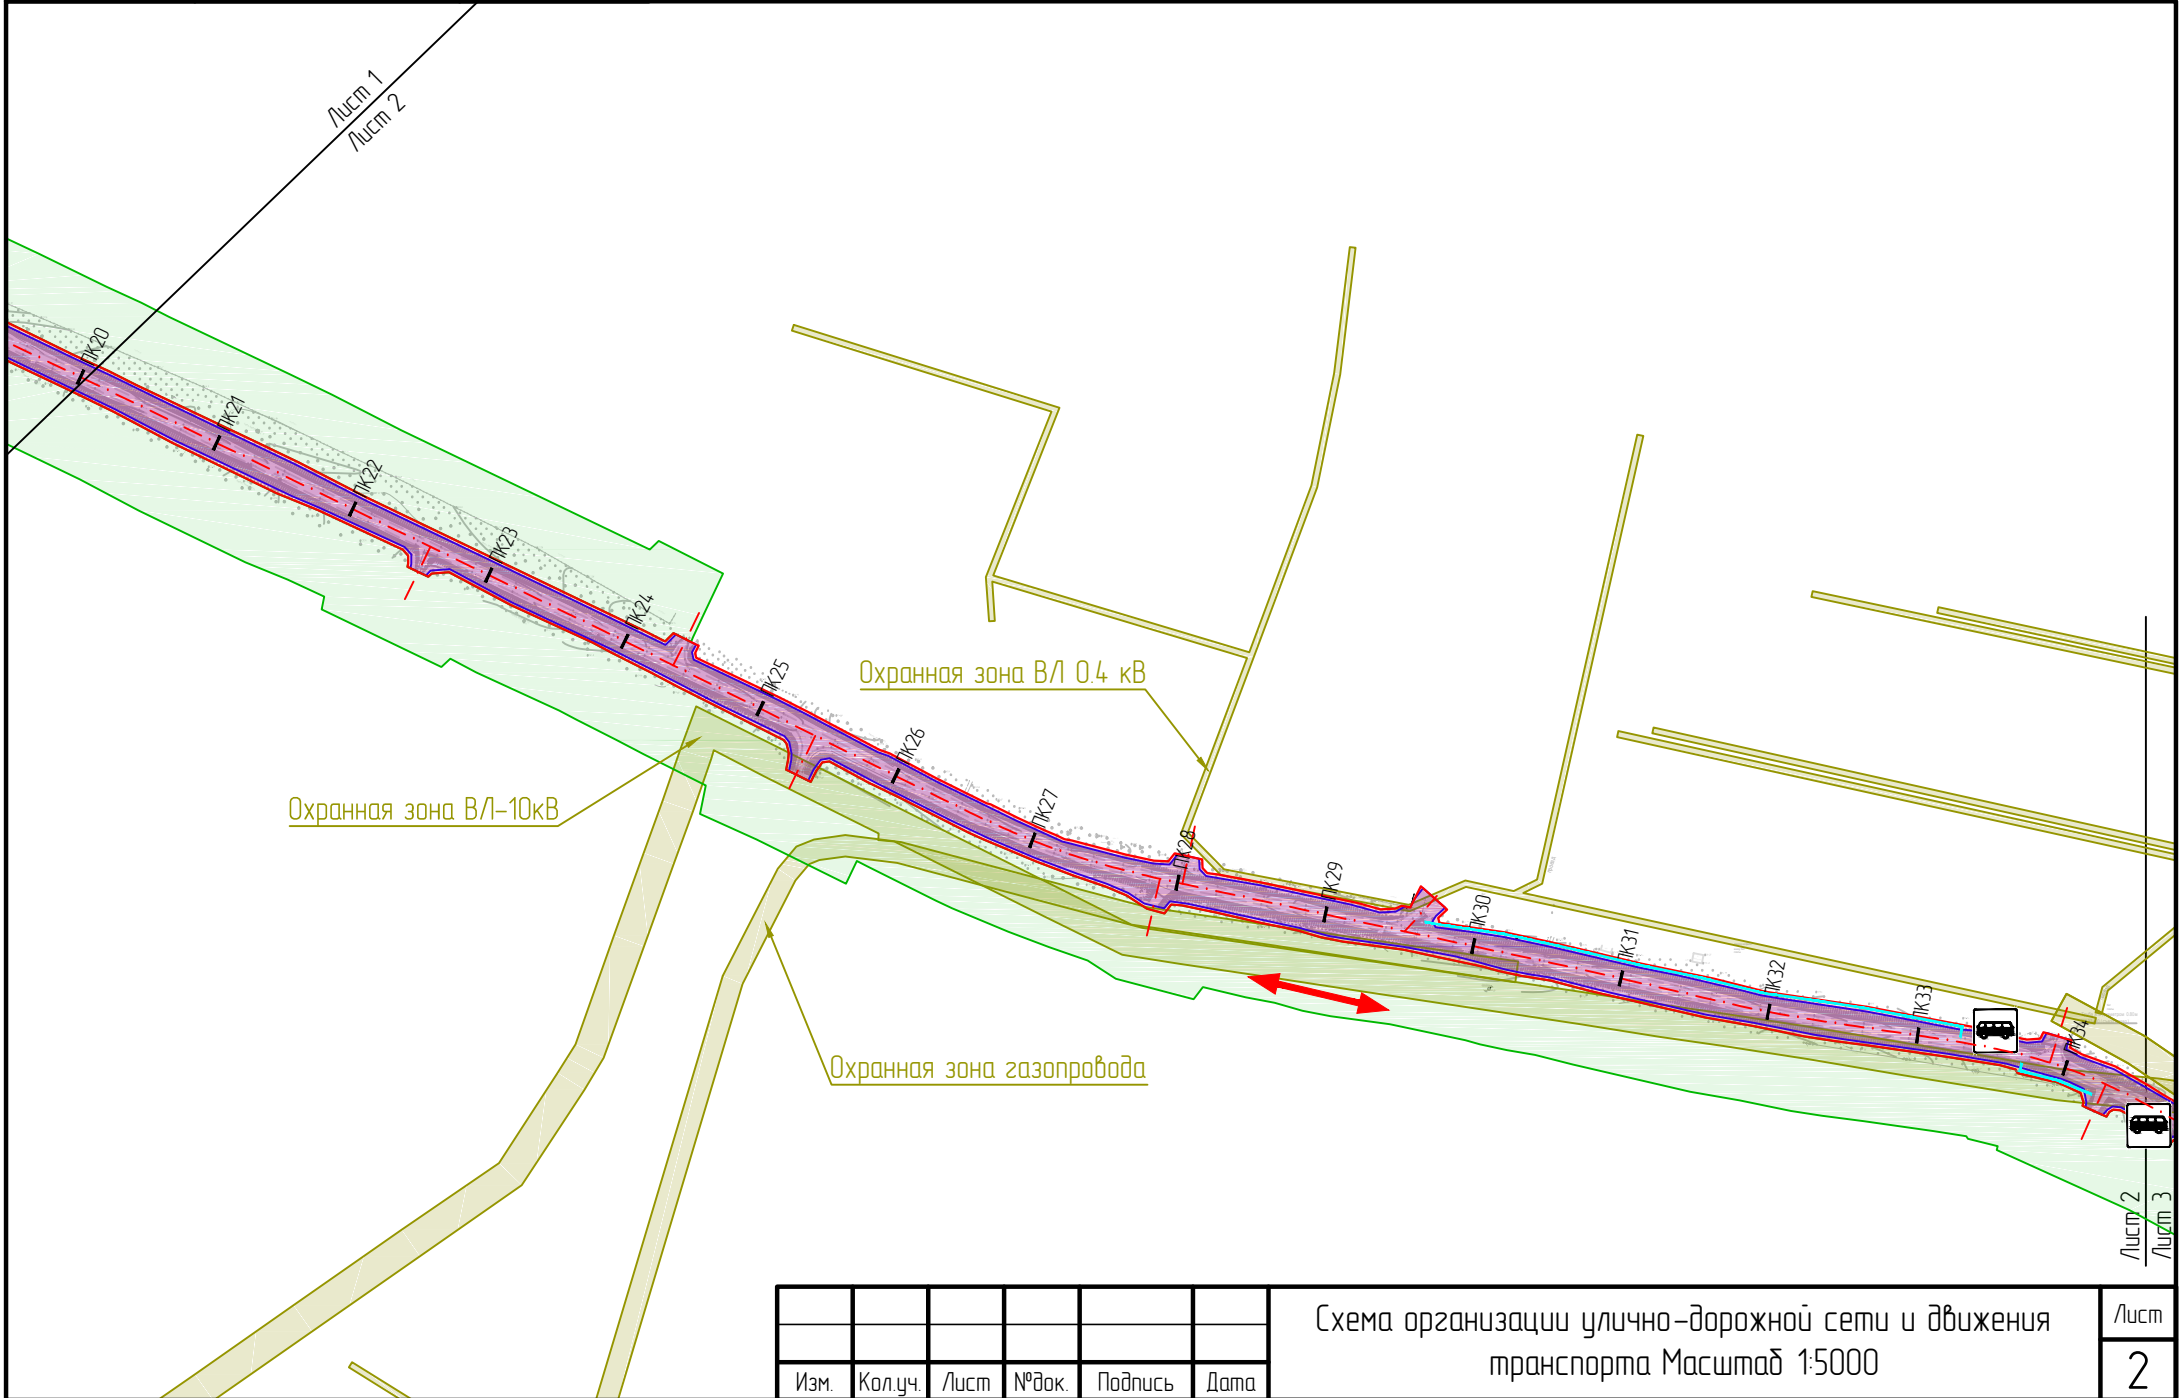 Лист 1
Лист 2
ПК20
ПК21
ПК22
ПК23
ПК24
ПК25
ПК26
ПК27
ПК28
ПК29
ПК30
ПК31
ПК32
ПК33
ПК34
Охранная зона ВЛ 0.4 кВ
Охранная зона ВЛ-10кВ
Охранная зона газопровода
Лист 2
Лист 3
Изм. Кол.уч. Лист №док. Подпись Дата
Схема организации улично-дорожной сети и движения
транспорта Масштаб 1:5000
Лист
2